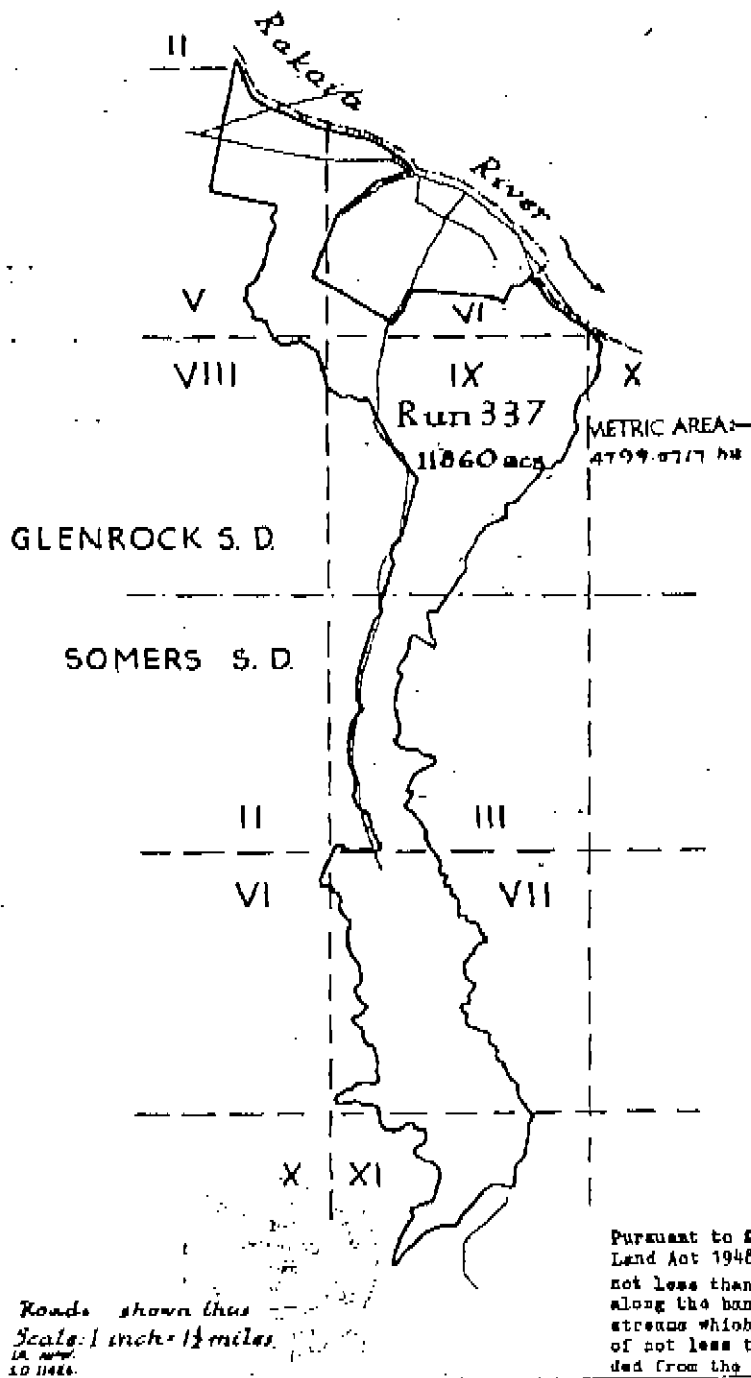 II
Rakaia
River
V
VI
VIII
IX
X
Run 337
11860 acs
METRIC AREA:—
GLENROCK S. D.
SOMERS S. D.
II
III
VI
VII
X
XI
Pursuant to
Land Act 1948
not less than
along the
streams which
of not less
ded from the
Roads shown thus
Scale: 1 inch = 1½ miles